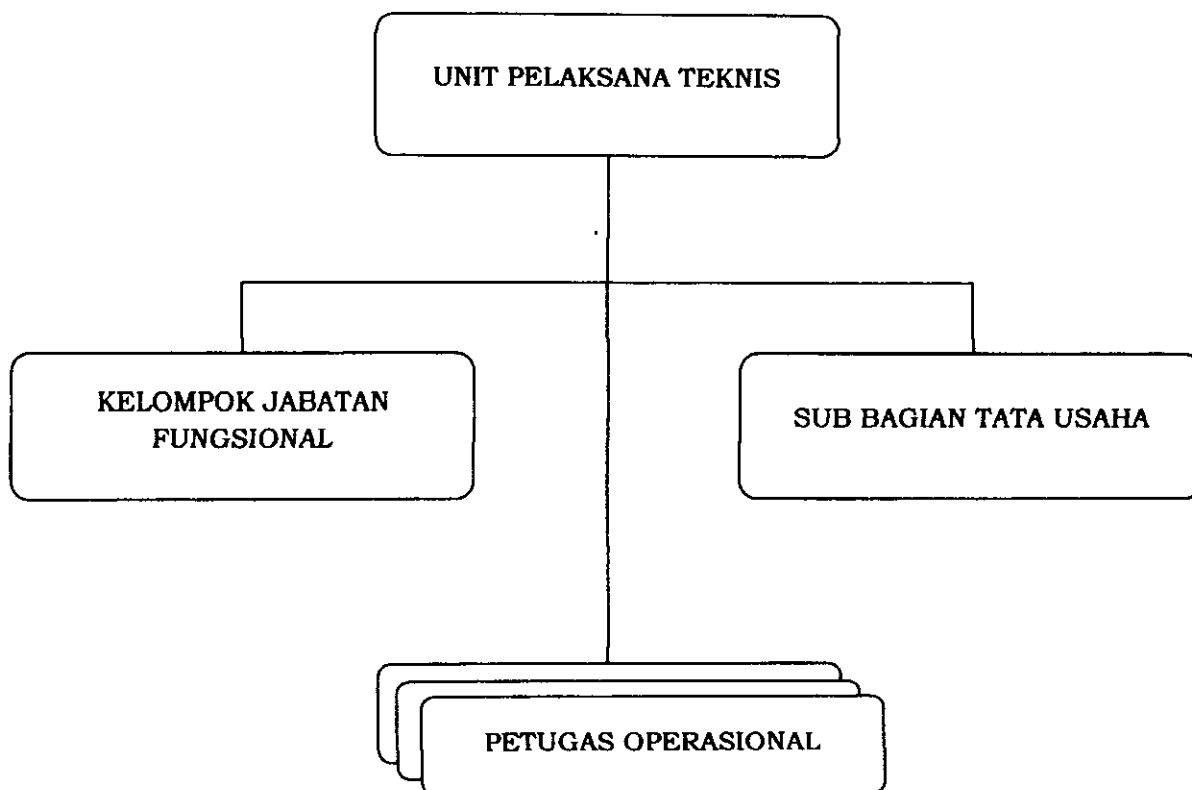 UNIT PELAKSANA TEKNIS
KELOMPOK JABATAN
FUNGSIONAL
SUB BAGIAN TATA USAHA
PETUGAS OPERASIONAL